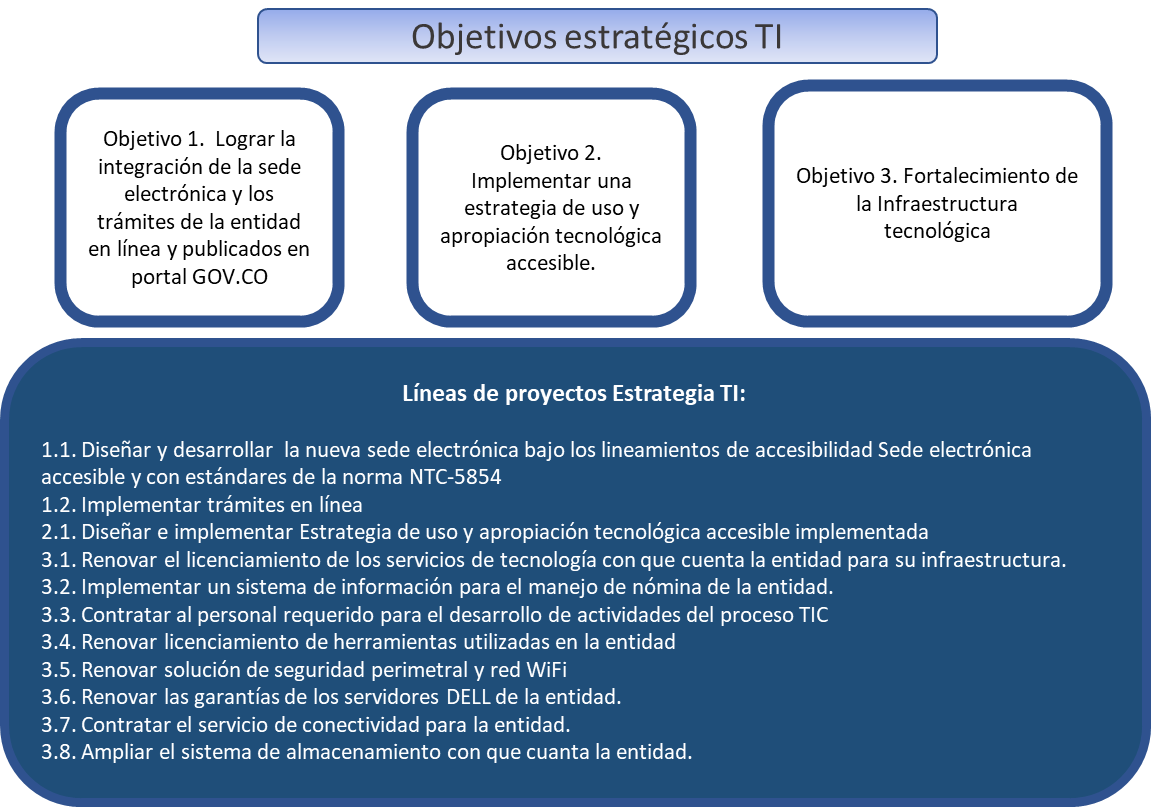 Objetivos estratégicos TI
Objetivo 1.  Lograr la
integración de la sede
electrónica y los
trámites de la entidad
en línea y publicados en
portal GOV.CO
Objetivo 2.
Implementar una
estrategia de uso y
apropiación tecnológica
accesible.
Objetivo 3. Fortalecimiento de
la Infraestructura
tecnológica
Líneas de proyectos Estrategia TI:
1.1. Diseñar y desarrollar  la nueva sede electrónica bajo los lineamientos de accesibilidad Sede electrónica
accesible y con estándares de la norma NTC-5854
1.2. Implementar trámites en línea
2.1. Diseñar e implementar Estrategia de uso y apropiación tecnológica accesible implementada
3.1. Renovar el licenciamiento de los servicios de tecnología con que cuenta la entidad para su infraestructura.
3.2. Implementar un sistema de información para el manejo de nómina de la entidad.
3.3. Contratar al personal requerido para el desarrollo de actividades del proceso TIC
3.4. Renovar licenciamiento de herramientas utilizadas en la entidad
3.5. Renovar solución de seguridad perimetral y red WiFi
3.6. Renovar las garantías de los servidores DELL de la entidad.
3.7. Contratar el servicio de conectividad para la entidad.
3.8. Ampliar el sistema de almacenamiento con que cuanta la entidad.